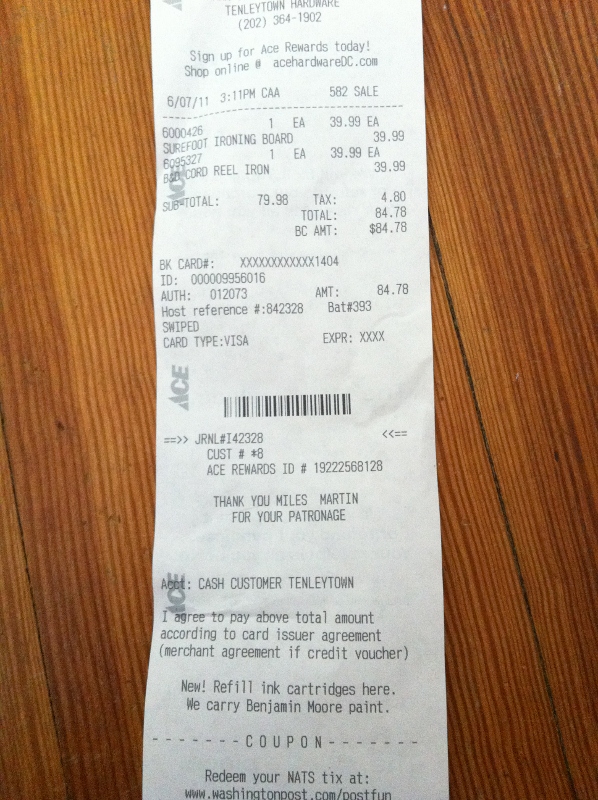 TENLEYTOWN HARDWARE
(202) 364-1902
Sign up for Ace Rewards today!
Shop online @ acehardwareDC.com
6/07/11 3:11PM CAA 582 SALE
6000426 1 EA 39.99 EA
SUREFOOT IRONING BOARD 39.99
6095327 1 EA 39.99 EA
B&D CORD REEL IRON 39.99
SUB-TOTAL: 79.98 TAX: 4.80
TOTAL: 84.78
BC AMT: $84.78
BK CARD#: XXXXXXXXXXXX1404
ID: 000009956016
AUTH: 012073 AMT: 84.78
Host reference #:842328 Bat#393
SWIPED
CARD TYPE:VISA EXPR: XXXX
ACE
==>> JRNL#I42328 <<==
CUST # *8
ACE REWARDS ID # 19222568128
THANK YOU MILES MARTIN
FOR YOUR PATRONAGE
ACE
Acct: CASH CUSTOMER TENLEYTOWN
I agree to pay above total amount
according to card issuer agreement
(merchant agreement if credit voucher)
New! Refill ink cartridges here.
We carry Benjamin Moore paint.
- - - - - - - C O U P O N - - - - - - -
Redeem your NATS tix at:
www.washingtonpost.com/postfun